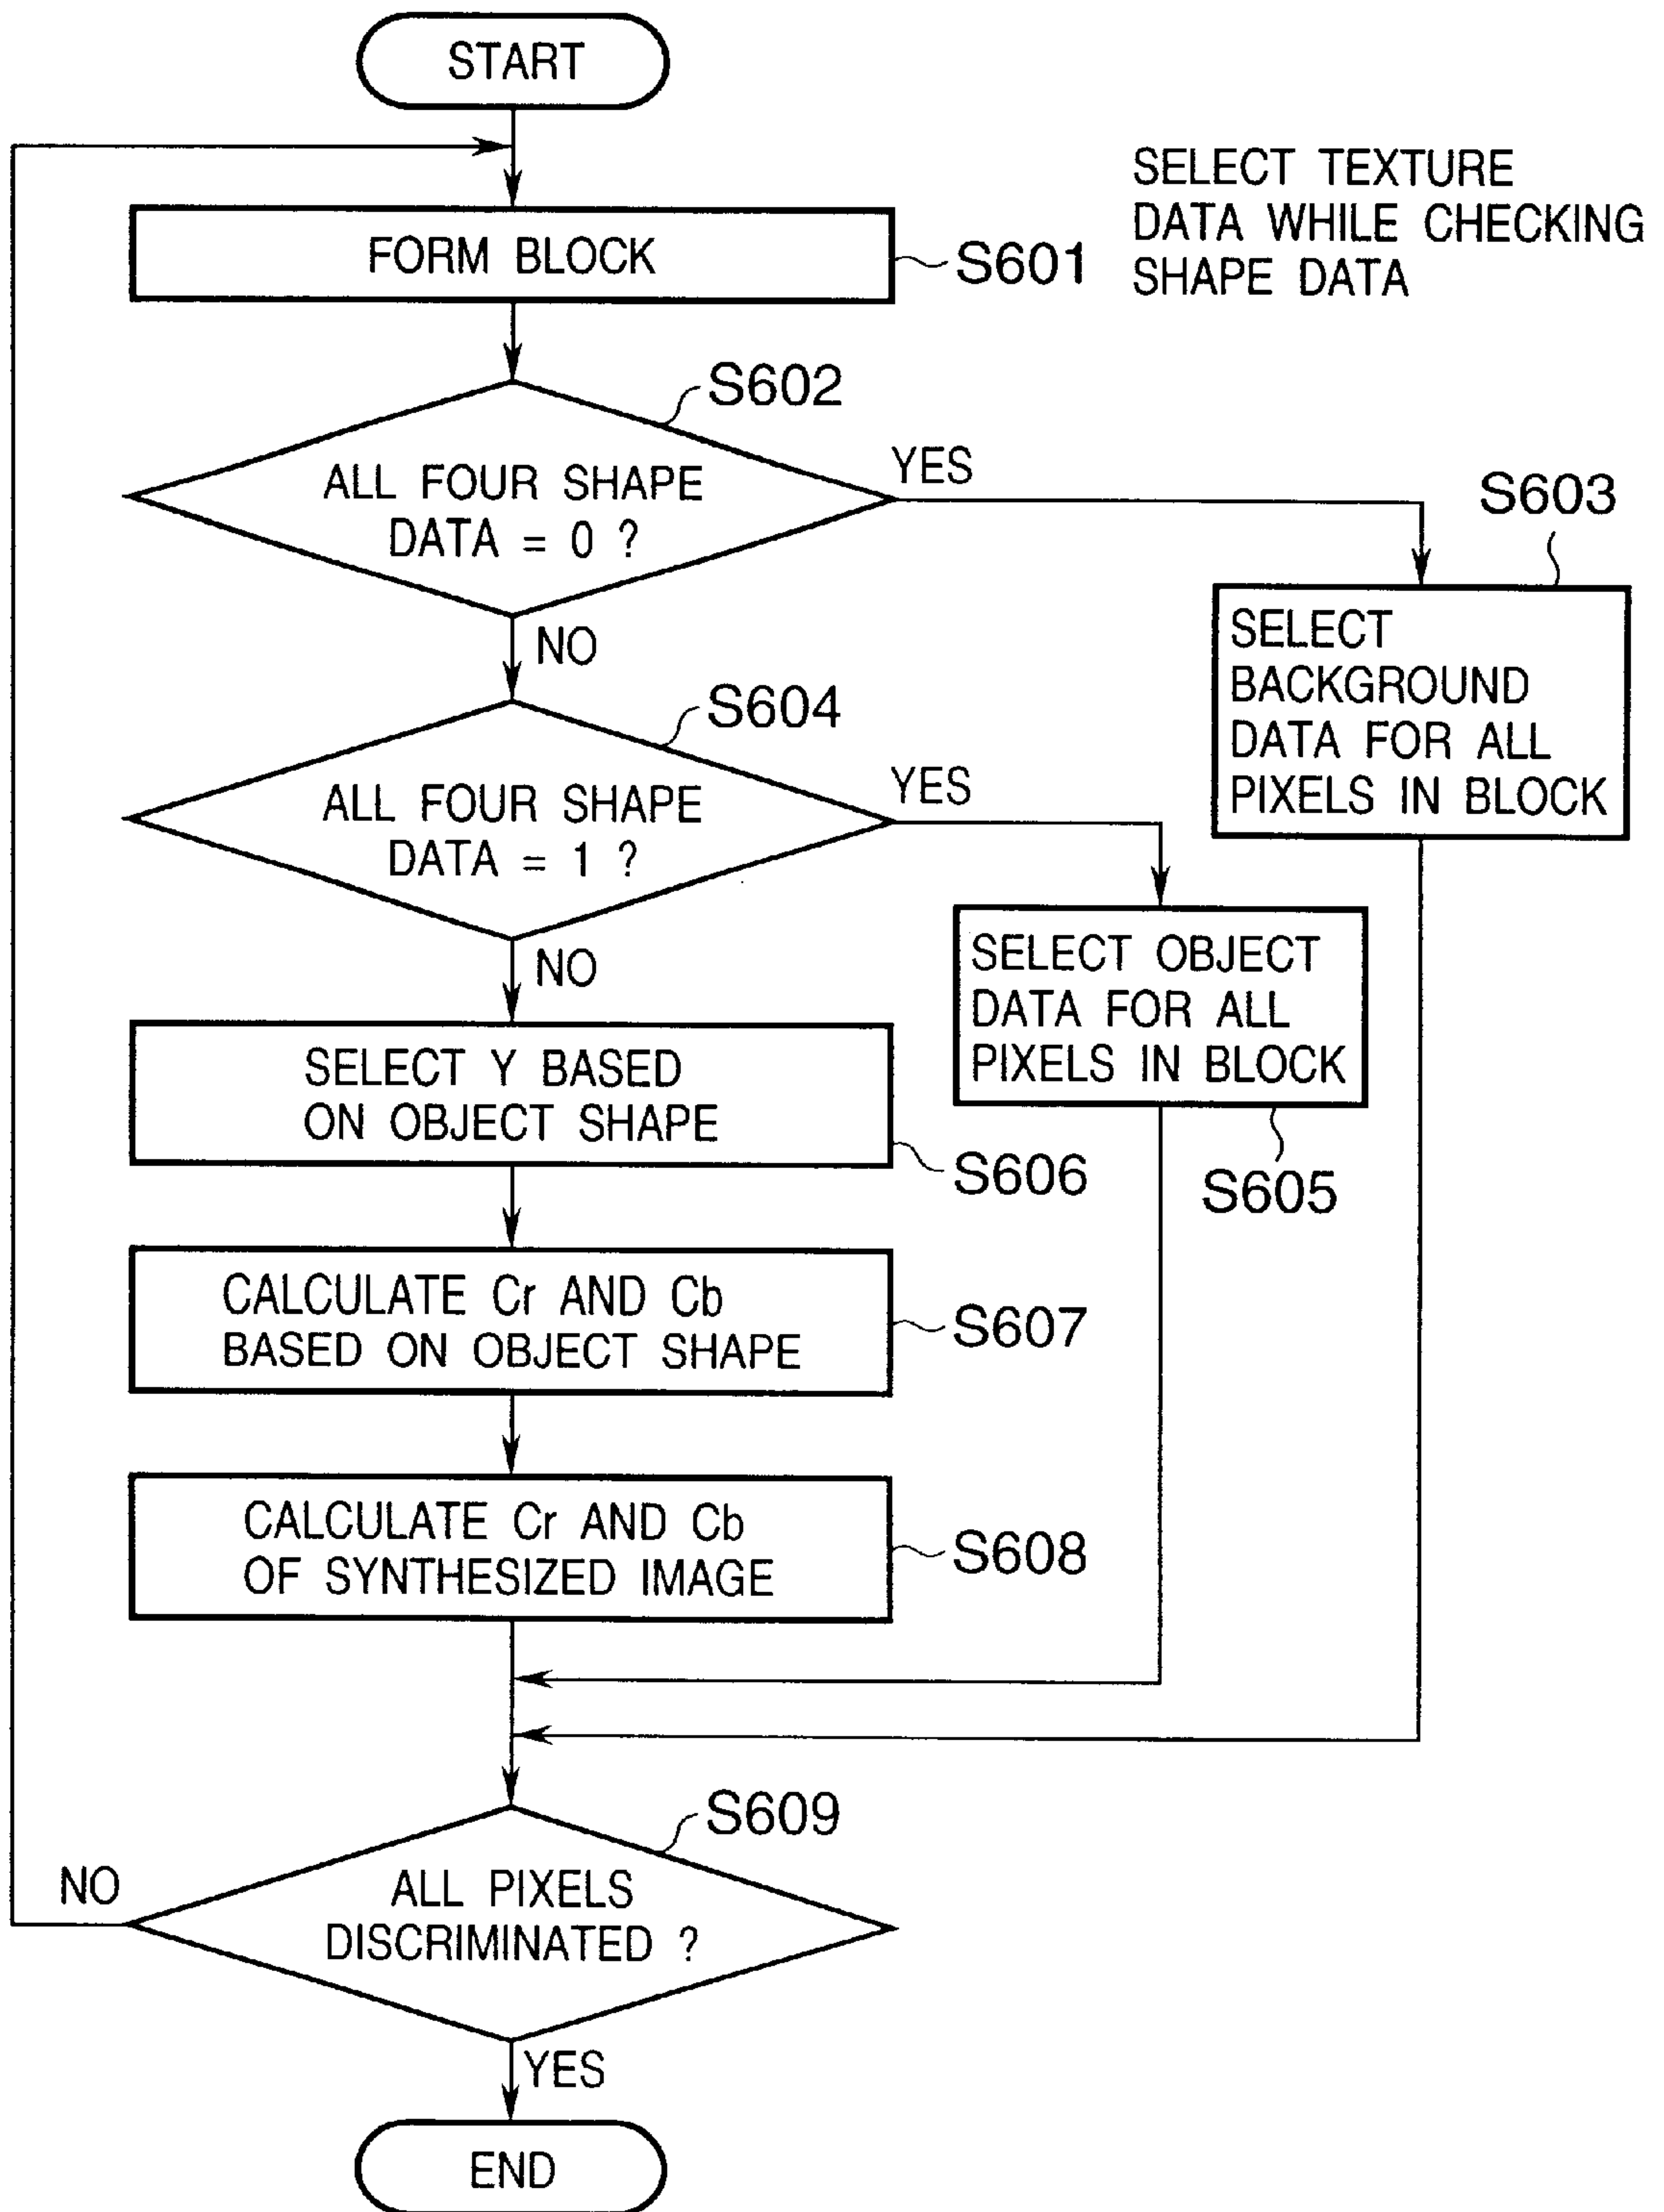 START
SELECT TEXTURE
DATA WHILE CHECKING
SHAPE DATA
FORM BLOCK
S601
S602
ALL FOUR SHAPE
DATA = 0 ?
YES
NO
S603
SELECT
BACKGROUND
DATA FOR ALL
PIXELS IN BLOCK
S604
ALL FOUR SHAPE
DATA = 1 ?
YES
NO
SELECT OBJECT
DATA FOR ALL
PIXELS IN BLOCK
S605
SELECT Y BASED
ON OBJECT SHAPE
S606
CALCULATE Cr AND Cb
BASED ON OBJECT SHAPE
S607
CALCULATE Cr AND Cb
OF SYNTHESIZED IMAGE
S608
S609
ALL PIXELS
DISCRIMINATED ?
NO
YES
END